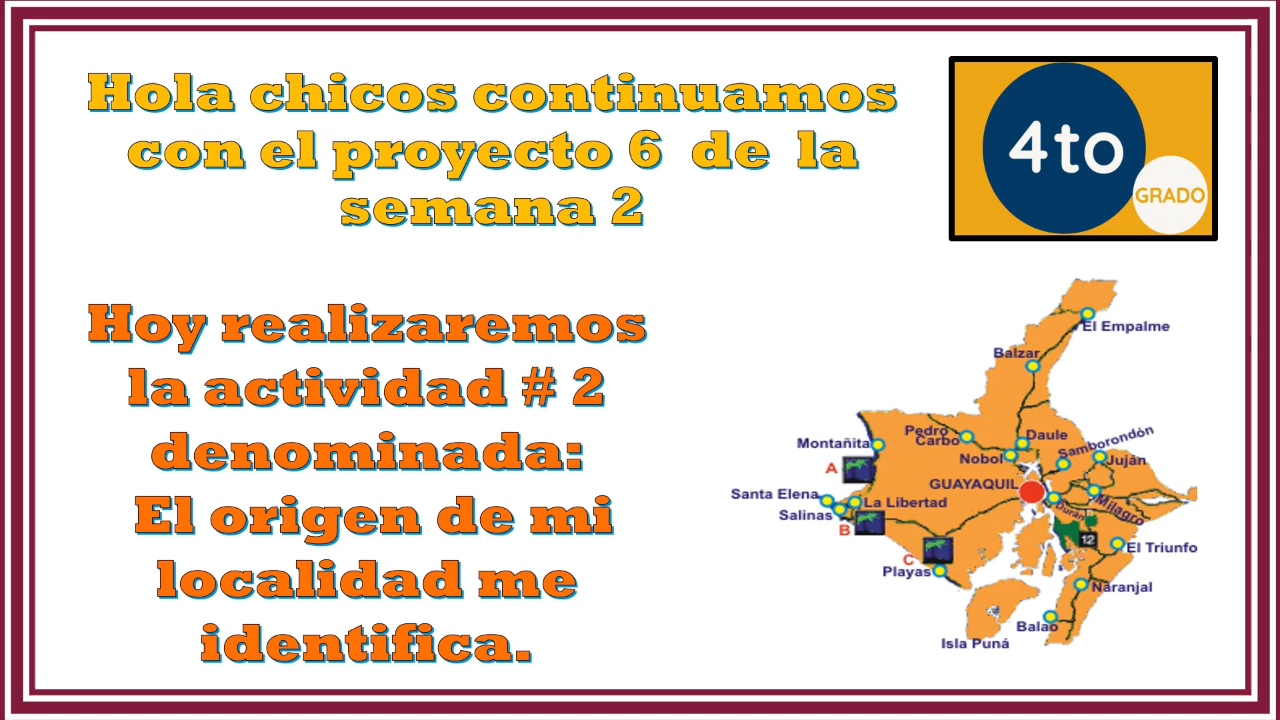 Hola chicos continuamos
con el proyecto 6 de la
semana 2
4to
GRADO
Hoy realizaremos
la actividad # 2
denominada:
El origen de mi
localidad me
identifica.
El Empalme
Balzar
Pedro
Carbo
Daule
Samborondón
Montañita
Nobol
Juján
A
GUAYAQUIL
Santa Elena
La Libertad
Milagro
Salinas
Durán
B
12
C
El Triunfo
Playas
Naranjal
Balao
Isla Puná